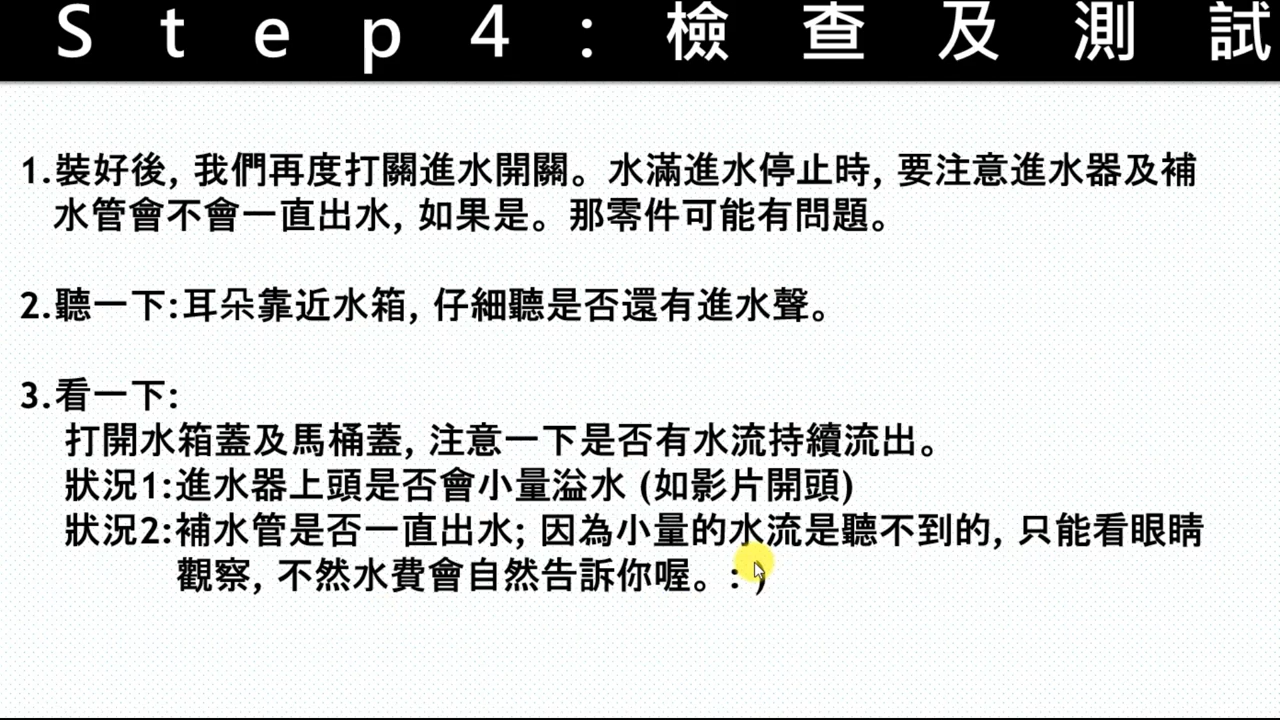 Step4:檢查及測試
1.裝好後, 我們再度打關進水開關。水滿進水停止時, 要注意進水器及補
水管會不會一直出水, 如果是。那零件可能有問題。
2.聽一下:耳朵靠近水箱, 仔細聽是否還有進水聲。
3.看一下:
打開水箱蓋及馬桶蓋, 注意一下是否有水流持續流出。
狀況1:進水器上頭是否會小量溢水 (如影片開頭)
狀況2:補水管是否一直出水; 因為小量的水流是聽不到的, 只能看眼睛
觀察, 不然水費會自然告訴你喔。: )